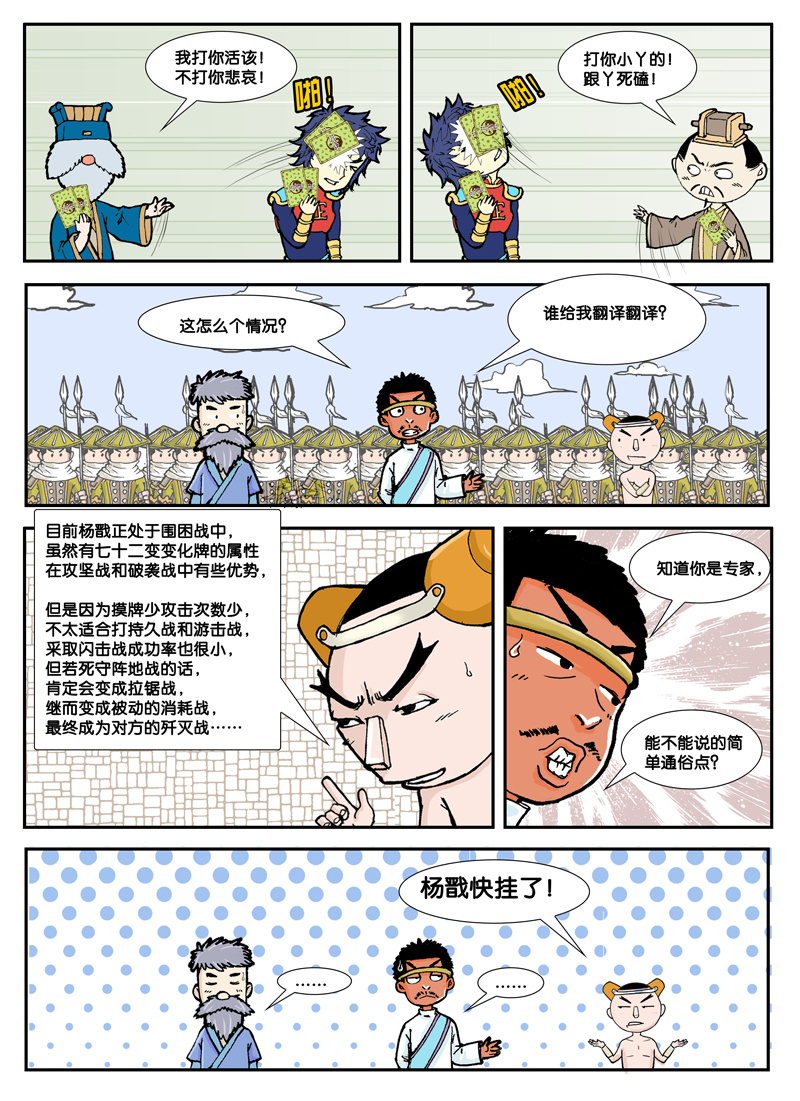 我打你活该！
不打你悲哀！
啪！
打你小丫的！
跟丫死磕！
啪！
这怎么个情况？
谁给我翻译翻译？
目前杨戬正处于围困战中，
虽然有七十二变变化牌的属性
在攻坚战和破袭战中有些优势，
但是因为摸牌少攻击次数少，
不太适合打持久战和游击战，
采取闪击战成功率也很小，
但若死守阵地战的话，
肯定会变成拉锯战，
继而变成被动的消耗战，
最终成为对方的歼灭战……
知道你是专家，
能不能说的简
单通俗点？
杨戬快挂了！
……
……